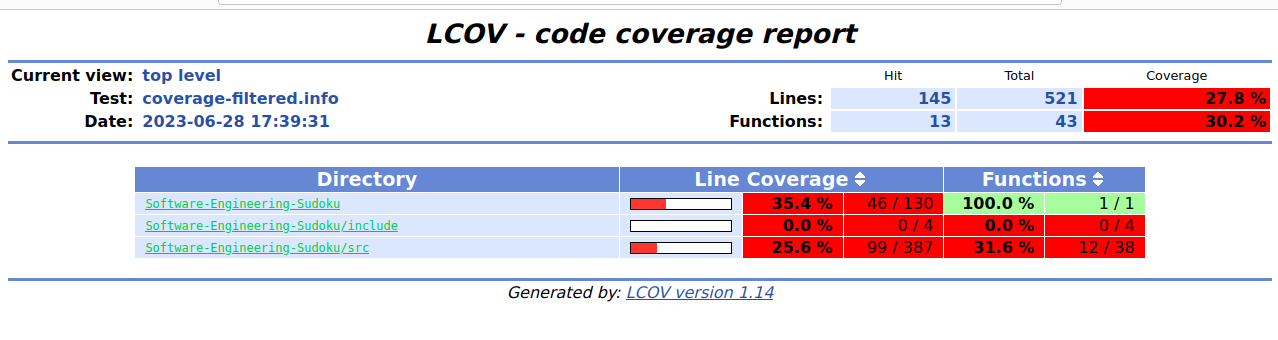 LCOV - code coverage report
Current view: top level Hit Total Coverage
Test: coverage-filtered.info Lines: 145 521 27.8 %
Date: 2023-06-28 17:39:31 Functions: 13 43 30.2 %
Directory Line Coverage Functions
Software-Engineering-Sudoku 35.4 % 46 / 130 100.0 % 1 / 1
Software-Engineering-Sudoku/include 0.0 % 0 / 4 0.0 % 0 / 4
Software-Engineering-Sudoku/src 25.6 % 99 / 387 31.6 % 12 / 38
Generated by: LCOV version 1.14